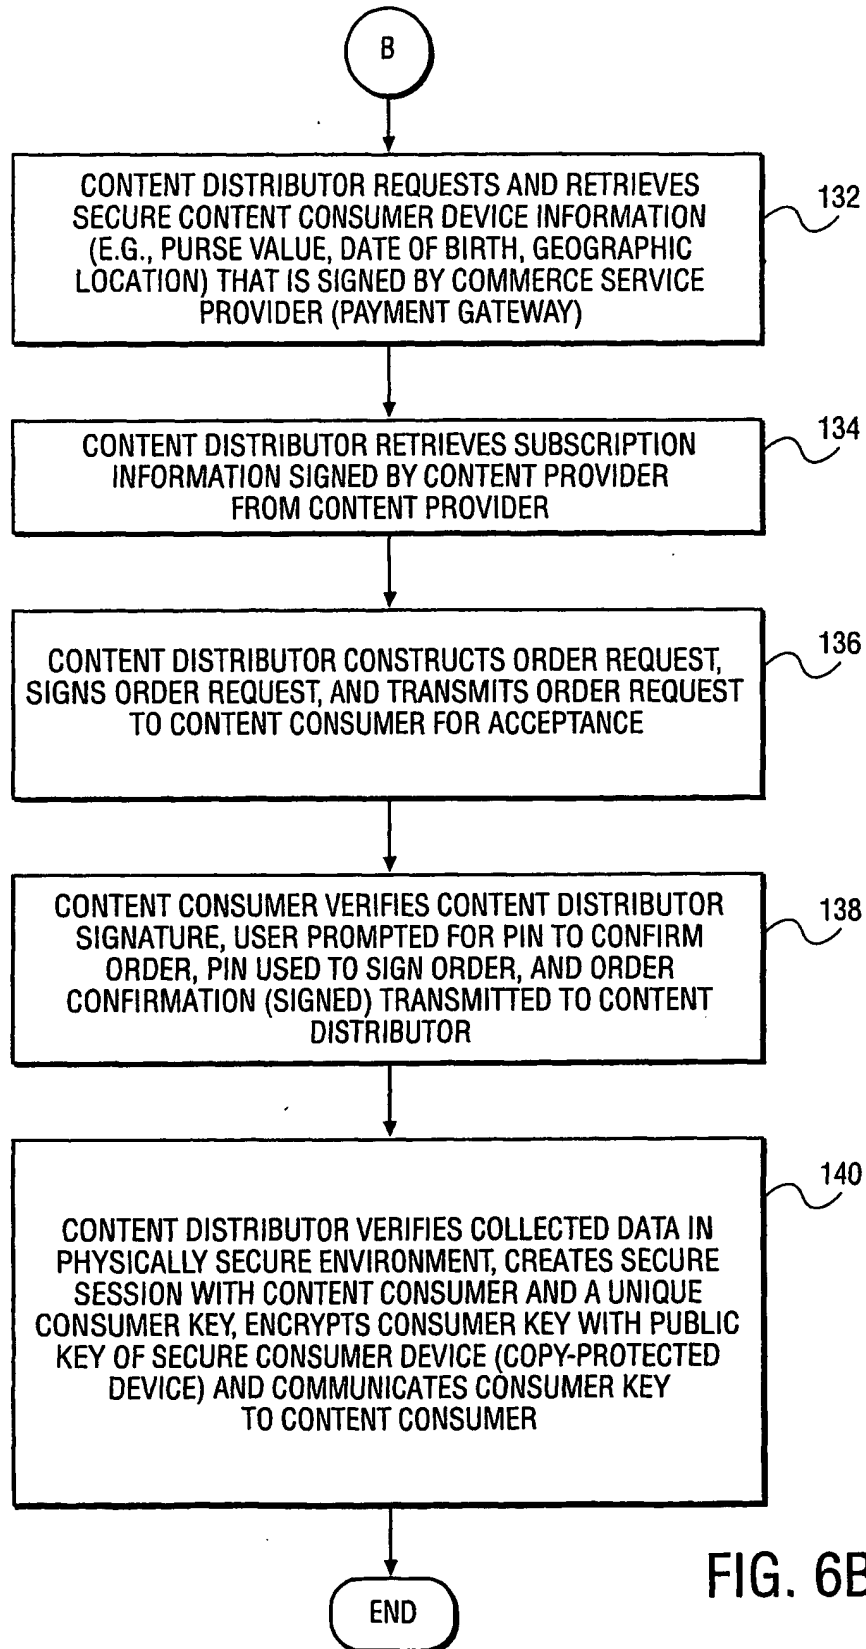 B
CONTENT DISTRIBUTOR REQUESTS AND RETRIEVES
SECURE CONTENT CONSUMER DEVICE INFORMATION
(E.G., PURSE VALUE, DATE OF BIRTH, GEOGRAPHIC
LOCATION) THAT IS SIGNED BY COMMERCE SERVICE
PROVIDER (PAYMENT GATEWAY)
132
CONTENT DISTRIBUTOR RETRIEVES SUBSCRIPTION
INFORMATION SIGNED BY CONTENT PROVIDER
FROM CONTENT PROVIDER
134
CONTENT DISTRIBUTOR CONSTRUCTS ORDER REQUEST,
SIGNS ORDER REQUEST, AND TRANSMITS ORDER REQUEST
TO CONTENT CONSUMER FOR ACCEPTANCE
136
CONTENT CONSUMER VERIFIES CONTENT DISTRIBUTOR
SIGNATURE, USER PROMPTED FOR PIN TO CONFIRM
ORDER, PIN USED TO SIGN ORDER, AND ORDER
CONFIRMATION (SIGNED) TRANSMITTED TO CONTENT
DISTRIBUTOR
138
CONTENT DISTRIBUTOR VERIFIES COLLECTED DATA IN
PHYSICALLY SECURE ENVIRONMENT, CREATES SECURE
SESSION WITH CONTENT CONSUMER AND A UNIQUE
CONSUMER KEY, ENCRYPTS CONSUMER KEY WITH PUBLIC
KEY OF SECURE CONSUMER DEVICE (COPY-PROTECTED
DEVICE) AND COMMUNICATES CONSUMER KEY
TO CONTENT CONSUMER
140
END
FIG. 6B